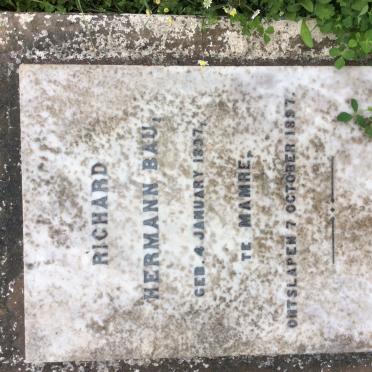 RICHARD
HERMANN BAU,
GEB. 4 JANUARY 1837,
TE MAMRE.
ONTSLAPEN 7 OCTOBER 1897.